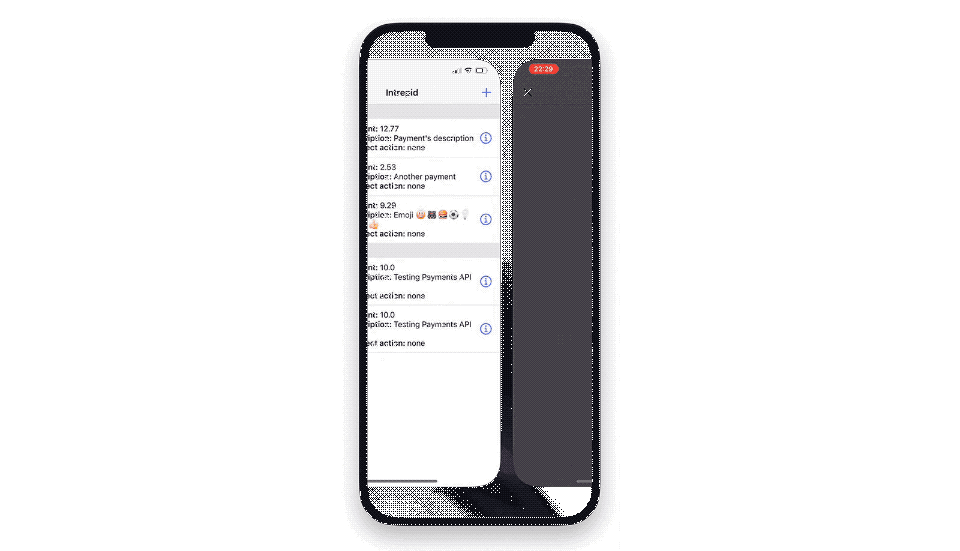 22:29
Intrepid
+
nt: 12.77
iption: Payment's description
ect action: none
nt: 2.53
iption: Another payment
ect action: none
nt: 9.29
iption: Emoji
ect action: none
nt: 10.0
iption: Testing Payments API
ect action: none
nt: 10.0
iption: Testing Payments API
ect action: none